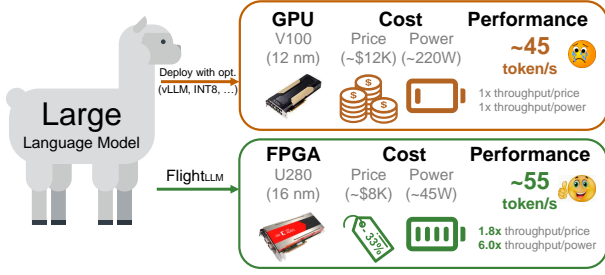 GPU
V100
(12 nm)
Cost
Price
(~$12K)
Power
(~220W)
Performance
~45
token/s
1x throughput/price
1x throughput/power
Deploy with opt.
(vLLM, INT8, ...)
Large
Language Model
FlightLLM
FPGA
U280
(16 nm)
Cost
Price
(~$8K)
Power
(~45W)
- 33%
Performance
~55
token/s
1.8x throughput/price
6.0x throughput/power